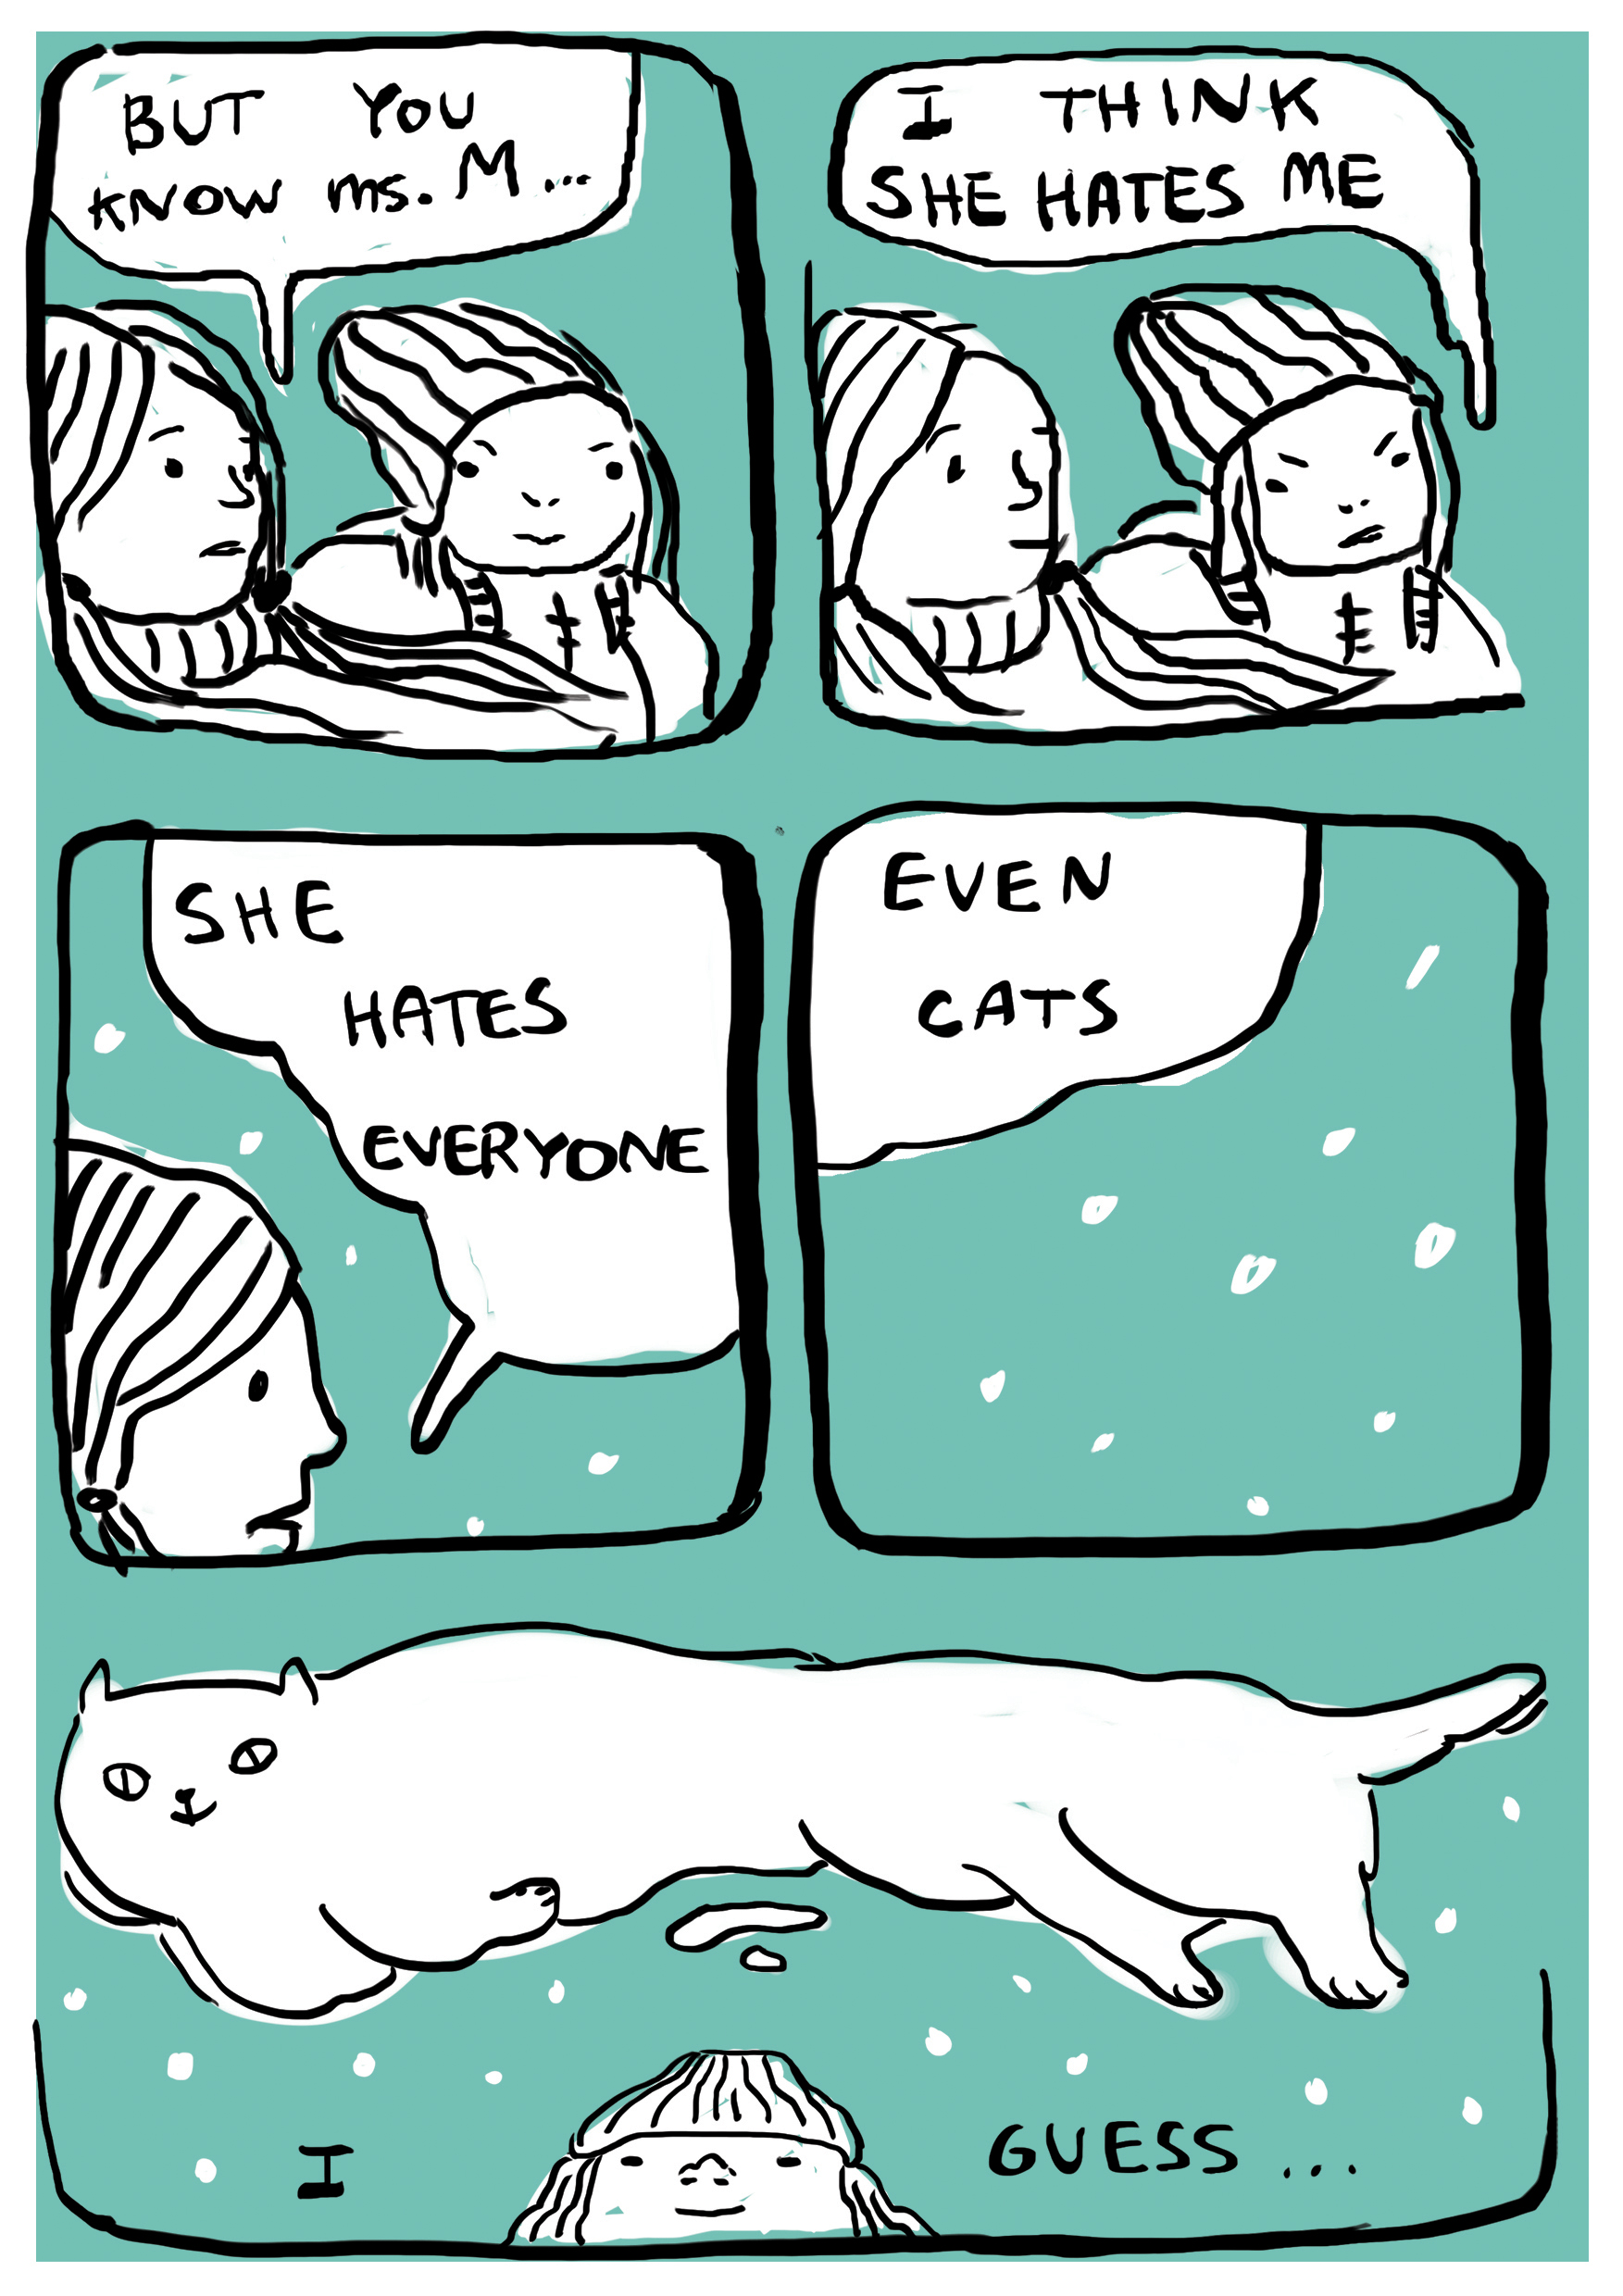 BUT YOU
KNOW MS. M...
I THINK
SHE HATES ME
SHE
HATES
EVERYONE
EVEN
CATS
I GUESS...